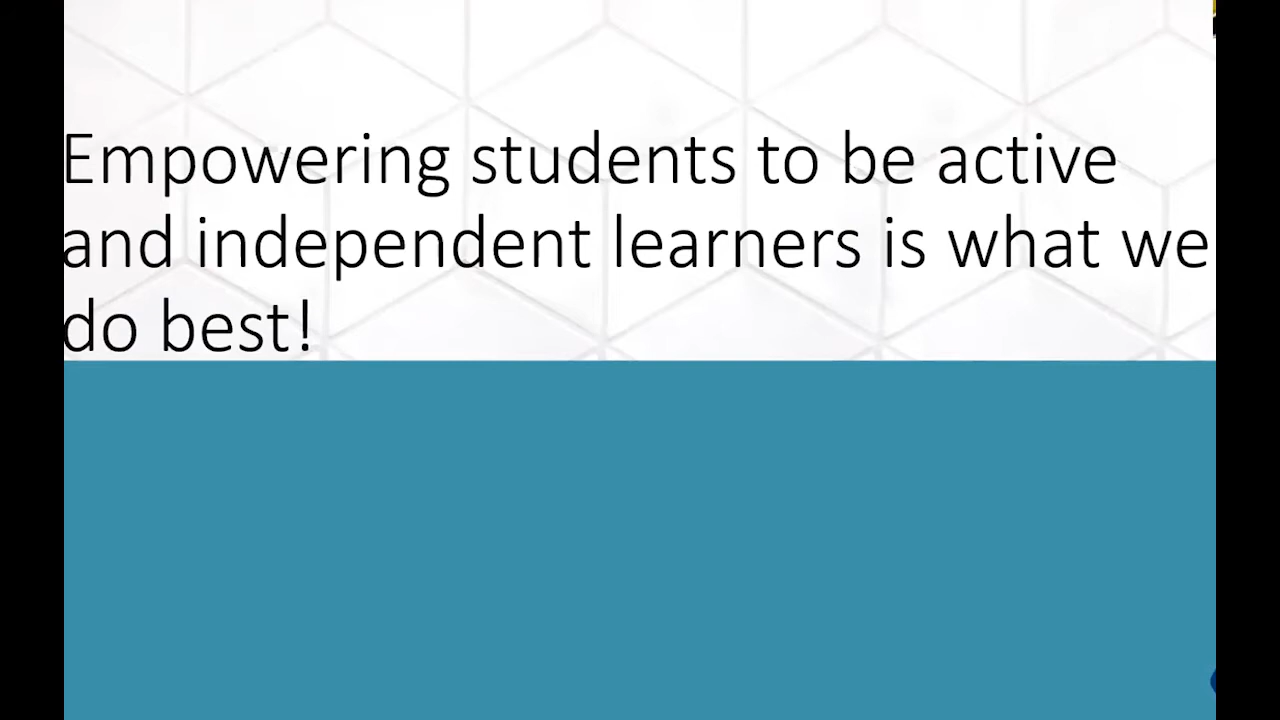 Empowering students to be active
and independent learners is what we
do best!